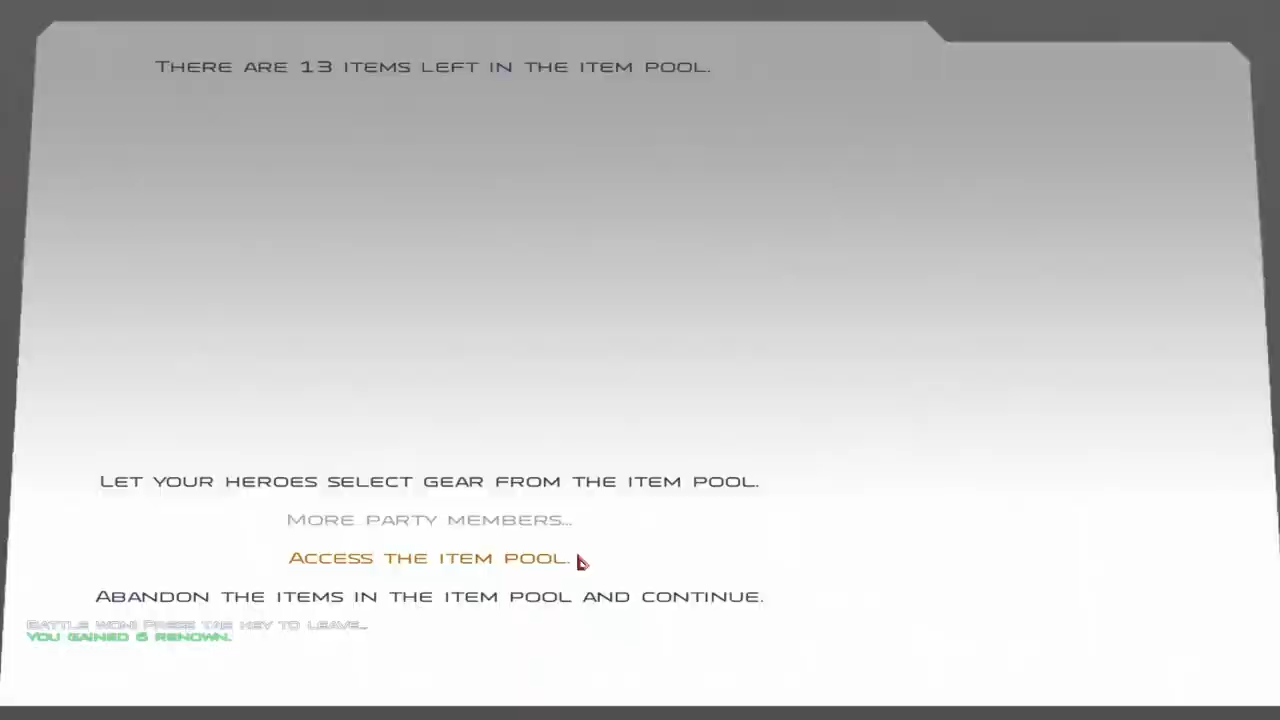 There are 13 items left in the item pool.
Let your heroes select gear from the item pool.
More party members...
Access the item pool.
Abandon the items in the item pool and continue.
Battle won! Press tab key to leave...
You gained 6 renown.